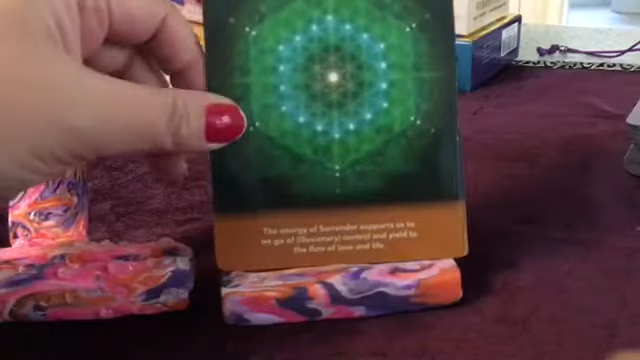 The energy of Surrender supports us to
let go of (illusionary) control and yield to
the flow of love and life.